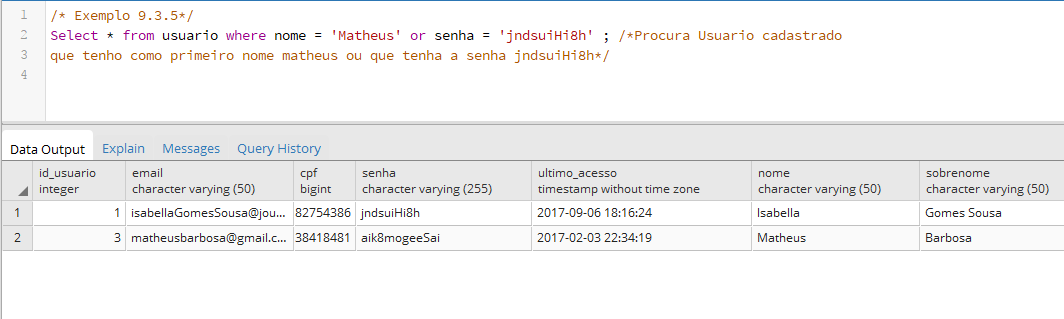 1 /* Exemplo 9.3.5*/
2 Select * from usuario where nome = 'Matheus' or senha = 'jndsuiHi8h' ; /*Procura Usuario cadastrado
3 que tenho como primeiro nome matheus ou que tenha a senha jndsuiHi8h*/
4
Data Output Explain Messages Query History
id_usuario email cpf senha ultimo_acesso nome sobrenome
integer character varying (50) bigint character varying (255) timestamp without time zone character varying (50) character varying (50)
1 1 isabellaGomesSousa@jou... 82754386 jndsuiHi8h 2017-09-06 18:16:24 Isabella Gomes Sousa
2 3 matheusbarbosa@gmail.c... 38418481 aik8mogeeSai 2017-02-03 22:34:19 Matheus Barbosa